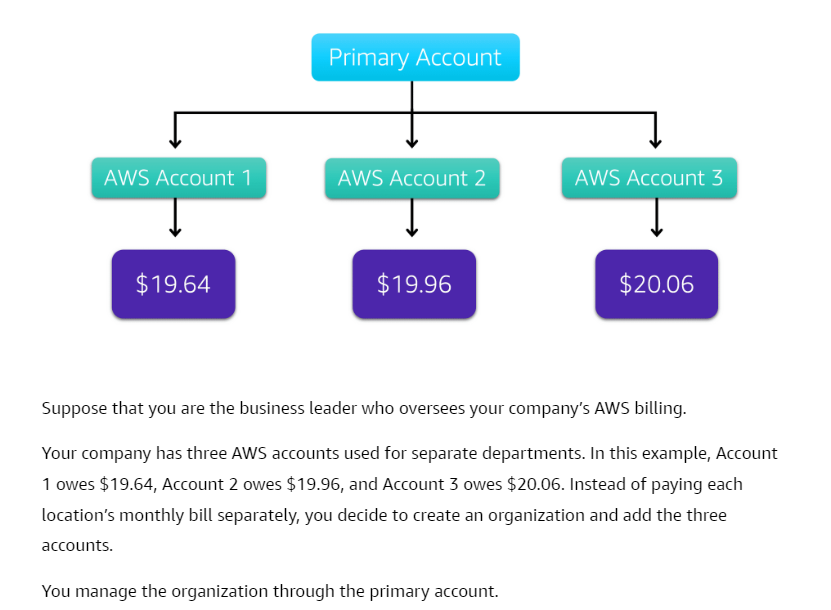 Primary Account
AWS Account 1
AWS Account 2
AWS Account 3
$19.64
$19.96
$20.06
Suppose that you are the business leader who oversees your company’s AWS billing.
Your company has three AWS accounts used for separate departments. In this example, Account
1 owes $19.64, Account 2 owes $19.96, and Account 3 owes $20.06. Instead of paying each
location’s monthly bill separately, you decide to create an organization and add the three
accounts.
You manage the organization through the primary account.